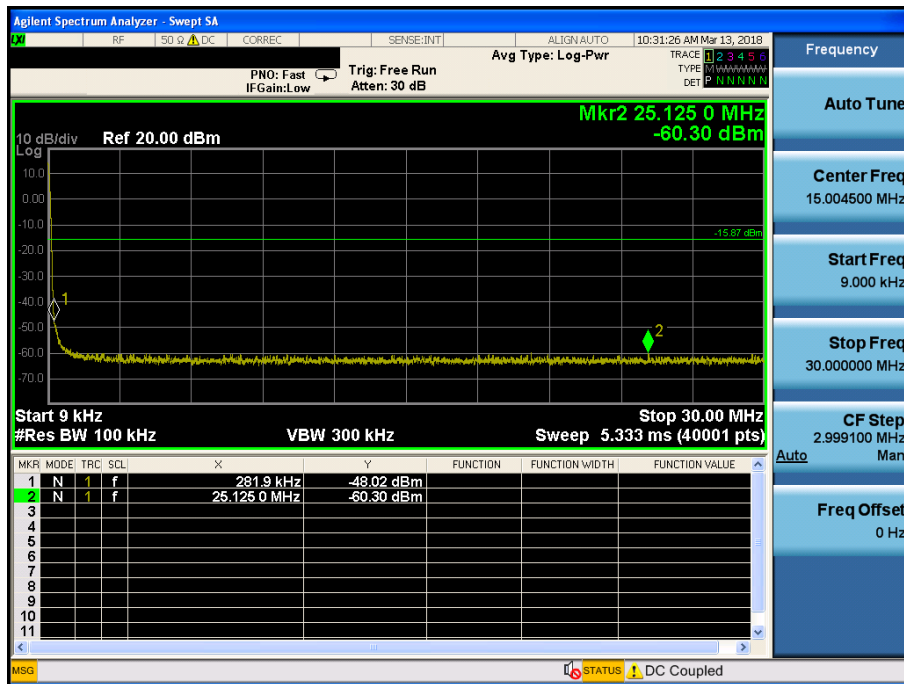 Agilent Spectrum Analyzer - Swept SA
LXI RF 50 Ω DC CORREC SENSE:INT ALIGN AUTO 10:31:26 AM Mar 13, 2018
PNO: Fast Trig: Free Run Avg Type: Log-Pwr TRACE 1 2 3 4 5 6
IFGain:Low Atten: 30 dB TYPE M W W W W W
DET P N N N N N
Mkr2 25.125 0 MHz
-60.30 dBm
10 dB/div Ref 20.00 dBm
Log
10.0
0.00
-10.0
-15.87 dBm
-20.0
-30.0
-40.0
1
-50.0
2
-60.0
-70.0
Start 9 kHz Stop 30.00 MHz
#Res BW 100 kHz VBW 300 kHz Sweep 5.333 ms (40001 pts)
MKR MODE TRC SCL X Y FUNCTION FUNCTION WIDTH FUNCTION VALUE
1 N 1 f 281.9 kHz -48.02 dBm
2 N 1 f 25.125 0 MHz -60.30 dBm
3
4
5
6
7
8
9
10
11
MSG STATUS DC Coupled
Frequency
Auto Tune
Center Freq
15.004500 MHz
Start Freq
9.000 kHz
Stop Freq
30.000000 MHz
CF Step
2.999100 MHz
Auto Man
Freq Offset
0 Hz